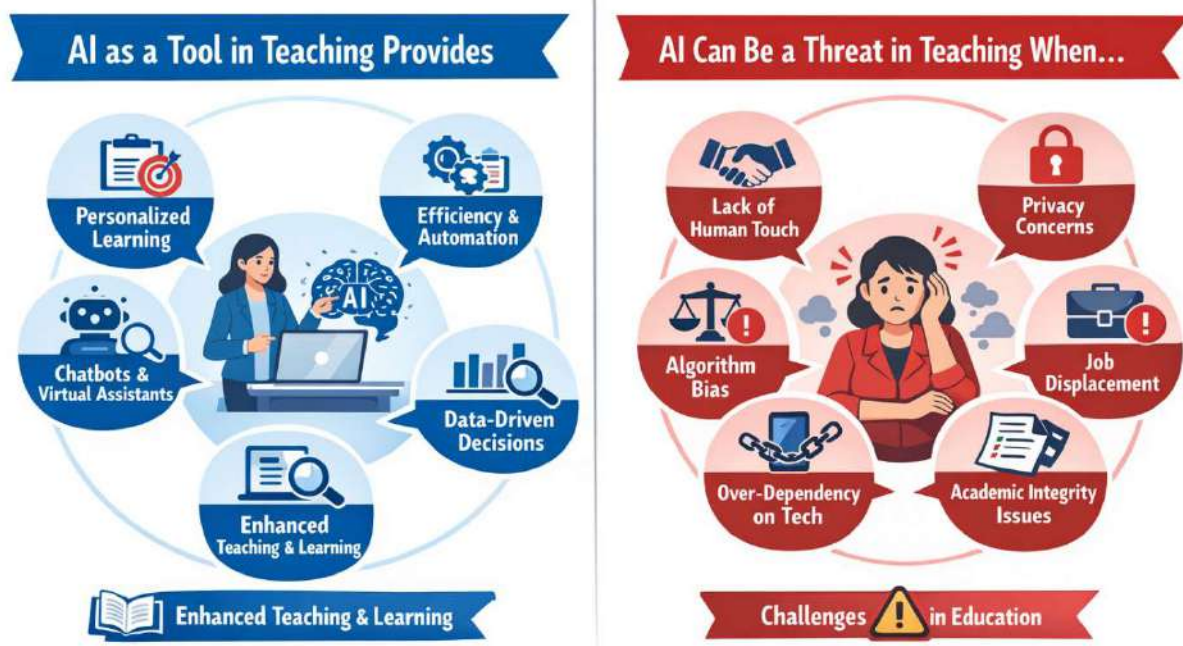 AI as a Tool in Teaching Provides
Personalized
Learning
Efficiency &
Automation
AI
Chatbots &
Virtual Assistants
Data-Driven
Decisions
Enhanced
Teaching & Learning
Enhanced Teaching & Learning
AI Can Be a Threat in Teaching When...
Lack of
Human Touch
Privacy
Concerns
Algorithm
Bias
Job
Displacement
Over-Dependency
on Tech
Academic Integrity
Issues
Challenges in Education